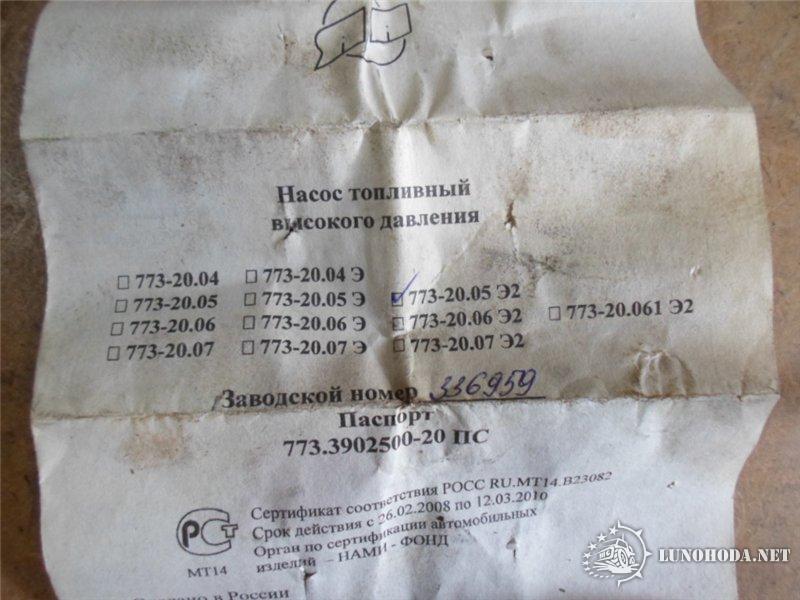 Насос топливный
высокого давления
☐ 773-20.04 ☐ 773-20.04 Э
☐ 773-20.05 ☐ 773-20.05 Э ☑ 773-20.05 Э2
☐ 773-20.06 ☐ 773-20.06 Э ☐ 773-20.06 Э2 ☐ 773-20.061 Э2
☐ 773-20.07 ☐ 773-20.07 Э ☐ 773-20.07 Э2
Заводской номер 336959
Паспорт
773.3902500-20 ПС
Сертификат соответствия РОСС RU.МТ14.В23082
Срок действия с 26.02.2008 по 12.03.2010
Орган по сертификации автомобильных
изделий – НАМИ - ФОНД
РСТ
МТ14
в России
LUNOHODA.NET